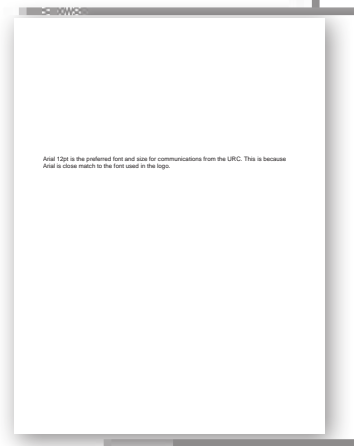 Arial 12pt is the preferred font and size for communications from the URC. This is because
Arial is close match to the font used in the logo.